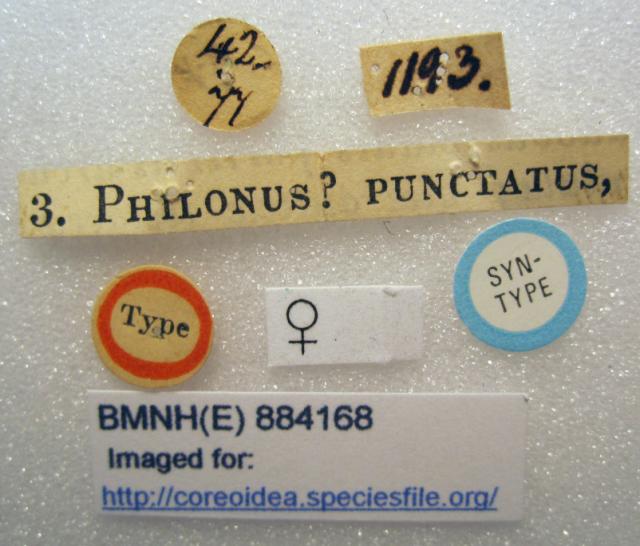 42.
77
1193.
3. PHILONUS? PUNCTATUS,
Type
♀
SYN-
TYPE
BMNH(E) 884168
Imaged for:
http://coreoidea.speciesfile.org/